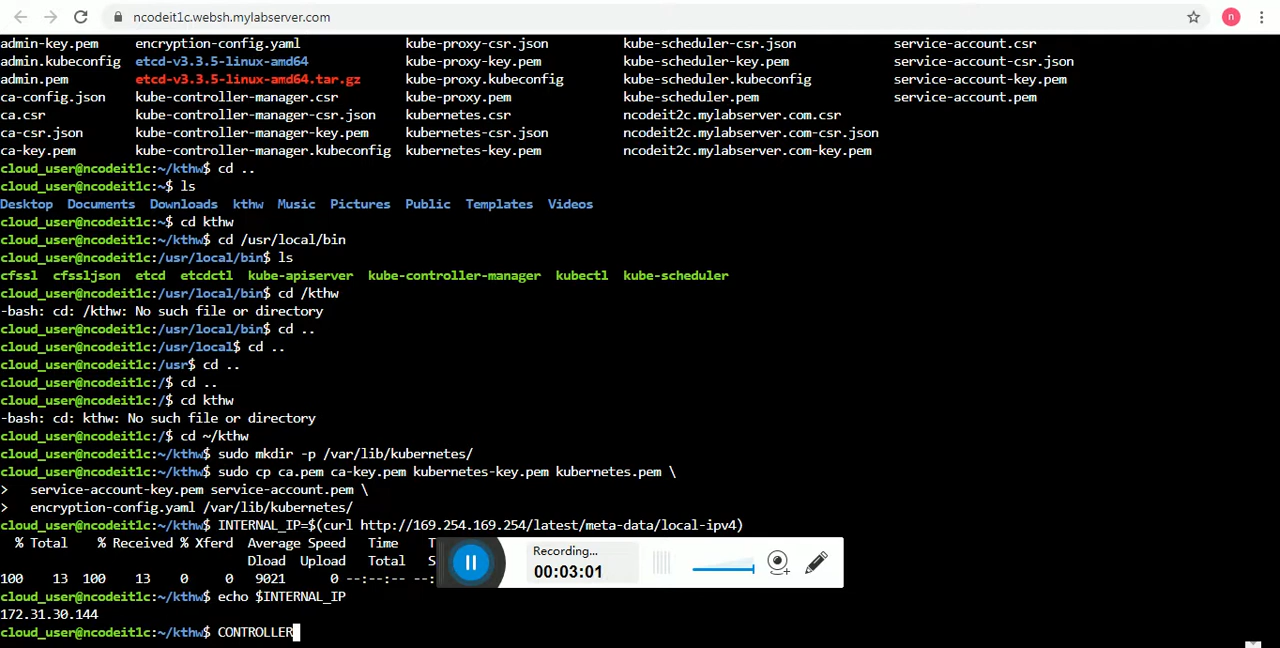 ncodeit1c.websh.mylabserver.com
n
admin-key.pem encryption-config.yaml kube-proxy-csr.json kube-scheduler-csr.json service-account.csr
admin.kubeconfig etcd-v3.3.5-linux-amd64 kube-proxy-key.pem kube-scheduler-key.pem service-account-csr.json
admin.pem etcd-v3.3.5-linux-amd64.tar.gz kube-proxy.kubeconfig kube-scheduler.kubeconfig service-account-key.pem
ca-config.json kube-controller-manager.csr kube-proxy.pem kube-scheduler.pem service-account.pem
ca.csr kube-controller-manager-csr.json kubernetes.csr ncodeit2c.mylabserver.com.csr
ca-csr.json kube-controller-manager-key.pem kubernetes-csr.json ncodeit2c.mylabserver.com-csr.json
ca-key.pem kube-controller-manager.kubeconfig kubernetes-key.pem ncodeit2c.mylabserver.com-key.pem
cloud_user@ncodeit1c:~/kthw$ cd ..
cloud_user@ncodeit1c:~$ ls
Desktop Documents Downloads kthw Music Pictures Public Templates Videos
cloud_user@ncodeit1c:~$ cd kthw
cloud_user@ncodeit1c:~/kthw$ cd /usr/local/bin
cloud_user@ncodeit1c:/usr/local/bin$ ls
cfssl cfssljson etcd etcdctl kube-apiserver kube-controller-manager kubectl kube-scheduler
cloud_user@ncodeit1c:/usr/local/bin$ cd /kthw
-bash: cd: /kthw: No such file or directory
cloud_user@ncodeit1c:/usr/local/bin$ cd ..
cloud_user@ncodeit1c:/usr/local$ cd ..
cloud_user@ncodeit1c:/usr$ cd ..
cloud_user@ncodeit1c:/$ cd ..
cloud_user@ncodeit1c:/$ cd kthw
-bash: cd: kthw: No such file or directory
cloud_user@ncodeit1c:/$ cd ~/kthw
cloud_user@ncodeit1c:~/kthw$ sudo mkdir -p /var/lib/kubernetes/
cloud_user@ncodeit1c:~/kthw$ sudo cp ca.pem ca-key.pem kubernetes-key.pem kubernetes.pem \
> service-account-key.pem service-account.pem \
> encryption-config.yaml /var/lib/kubernetes/
cloud_user@ncodeit1c:~/kthw$ INTERNAL_IP=$(curl http://169.254.169.254/latest/meta-data/local-ipv4)
% Total % Received % Xferd Average Speed Time T
Dload Upload Total S
100 13 100 13 0 0 9021 0 --:--:-- --:
Recording...
00:03:01
cloud_user@ncodeit1c:~/kthw$ echo $INTERNAL_IP
172.31.30.144
cloud_user@ncodeit1c:~/kthw$ CONTROLLER